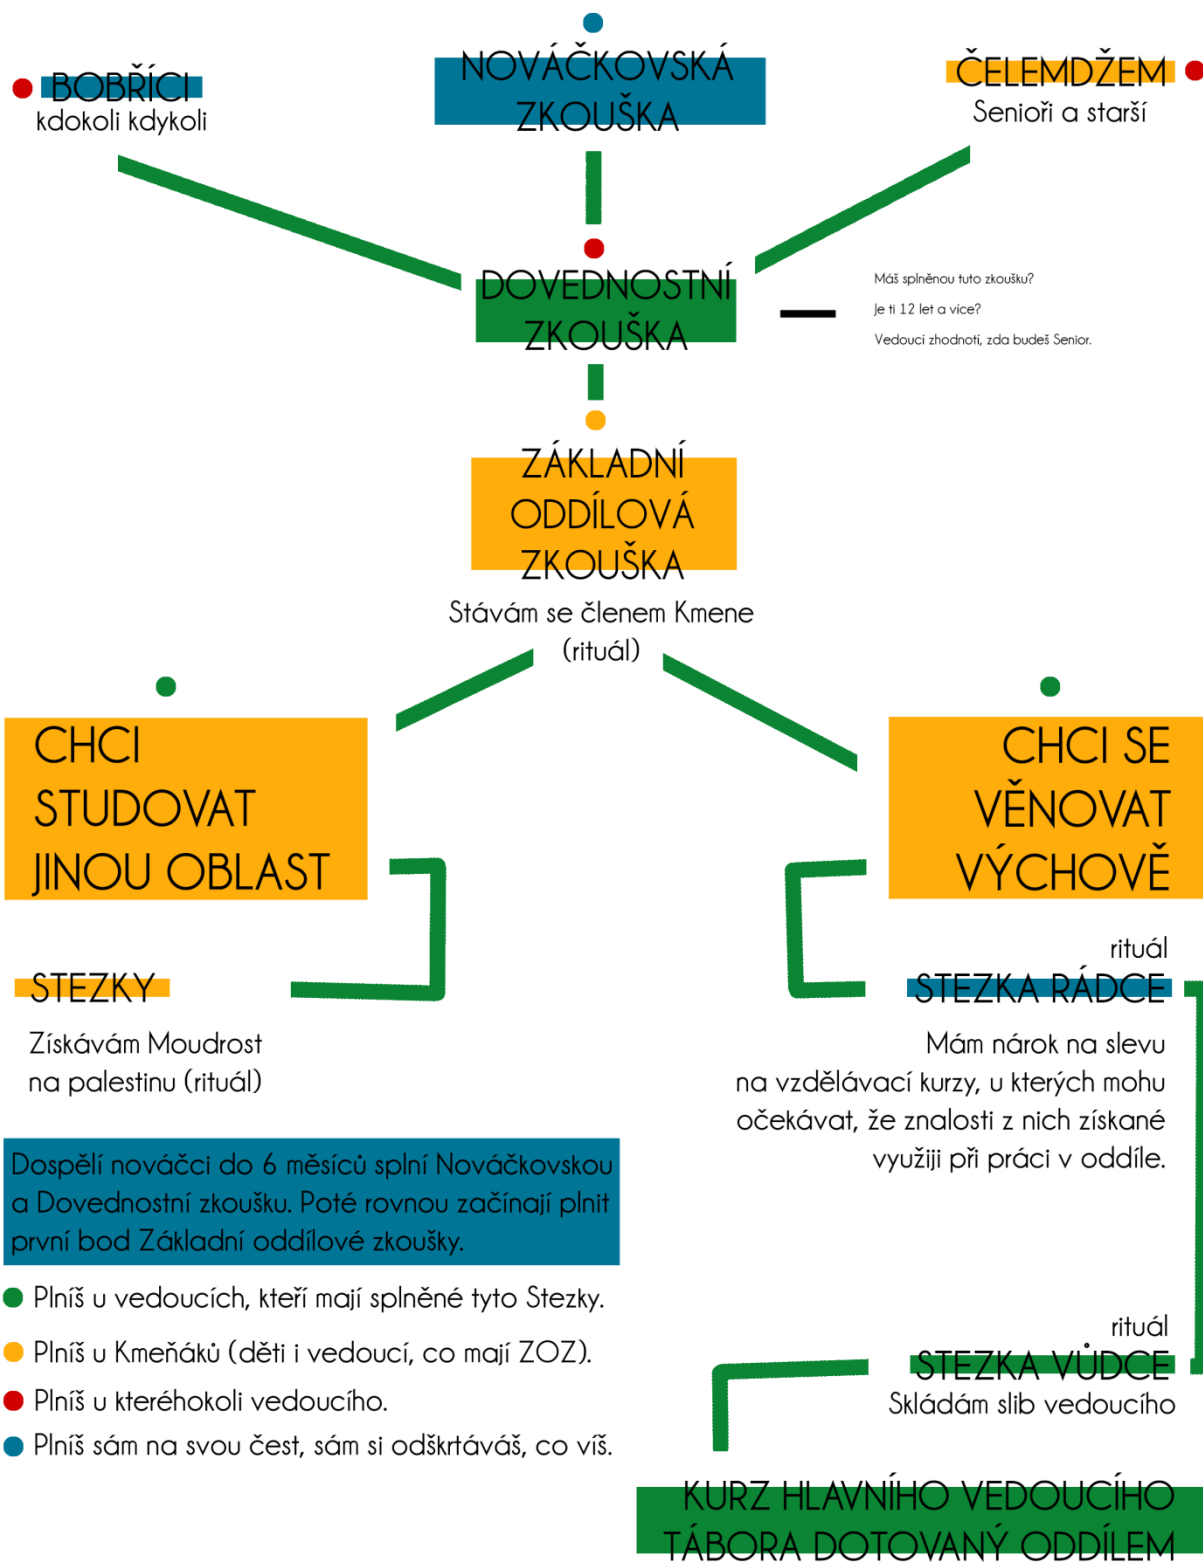 BOBŘÍCI
kdokoli kdykoli
NOVÁČKOVSKÁ
ZKOUŠKA
ČELEMDŽEM
Senioři a starší
DOVEDNOSTNÍ
ZKOUŠKA
Máš splněnou tuto zkoušku?
Je ti 12 let a více?
Vedoucí zhodnotí, zda budeš Senior.
ZÁKLADNÍ
ODDÍLOVÁ
ZKOUŠKA
Stávám se členem Kmene
(rituál)
CHCI
STUDOVAT
JINOU OBLAST
STEZKY
Získávám Moudrost
na palestinu (rituál)
CHCI SE
VĚNOVAT
VÝCHOVĚ
rituál
STEZKA RÁDCE
Mám nárok na slevu
na vzdělávací kurzy, u kterých mohu
očekávat, že znalosti z nich získané
využiji při práci v oddíle.
Dospělí nováčci do 6 měsíců splní Nováčkovskou
a Dovednostní zkoušku. Poté rovnou začínají plnit
první bod Základní oddílové zkoušky.
Plníš u vedoucích, kteří mají splněné tyto Stezky.
Plníš u Kmeňáků (děti i vedoucí, co mají ZOZ).
Plníš u kteréhokoli vedoucího.
Plníš sám na svou čest, sám si odškrtáváš, co víš.
rituál
STEZKA VŮDCE
Skládám slib vedoucího
KURZ HLAVNÍHO VEDOUCÍHO
TÁBORA DOTOVANÝ ODDÍLEM